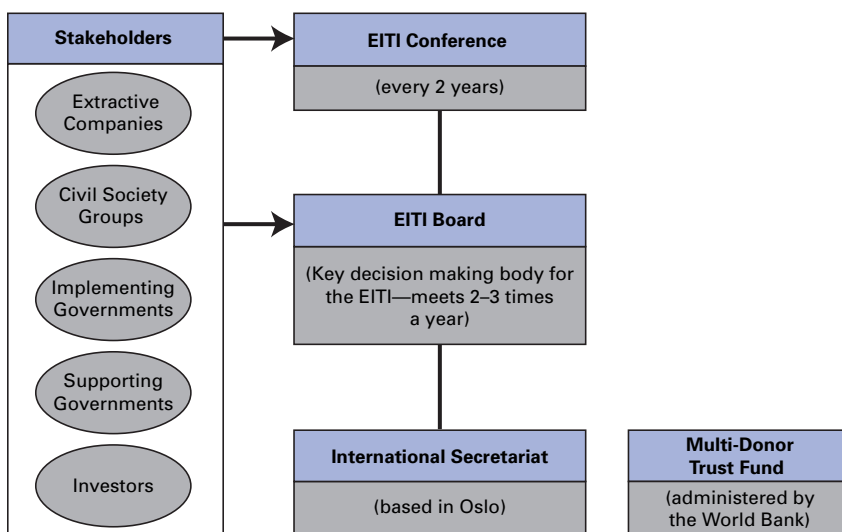 Stakeholders
Extractive
Companies
Civil Society
Groups
Implementing
Governments
Supporting
Governments
Investors
EITI Conference
(every 2 years)
EITI Board
(Key decision making body for
the EITI—meets 2–3 times
a year)
International Secretariat
(based in Oslo)
Multi-Donor
Trust Fund
(administered by
the World Bank)